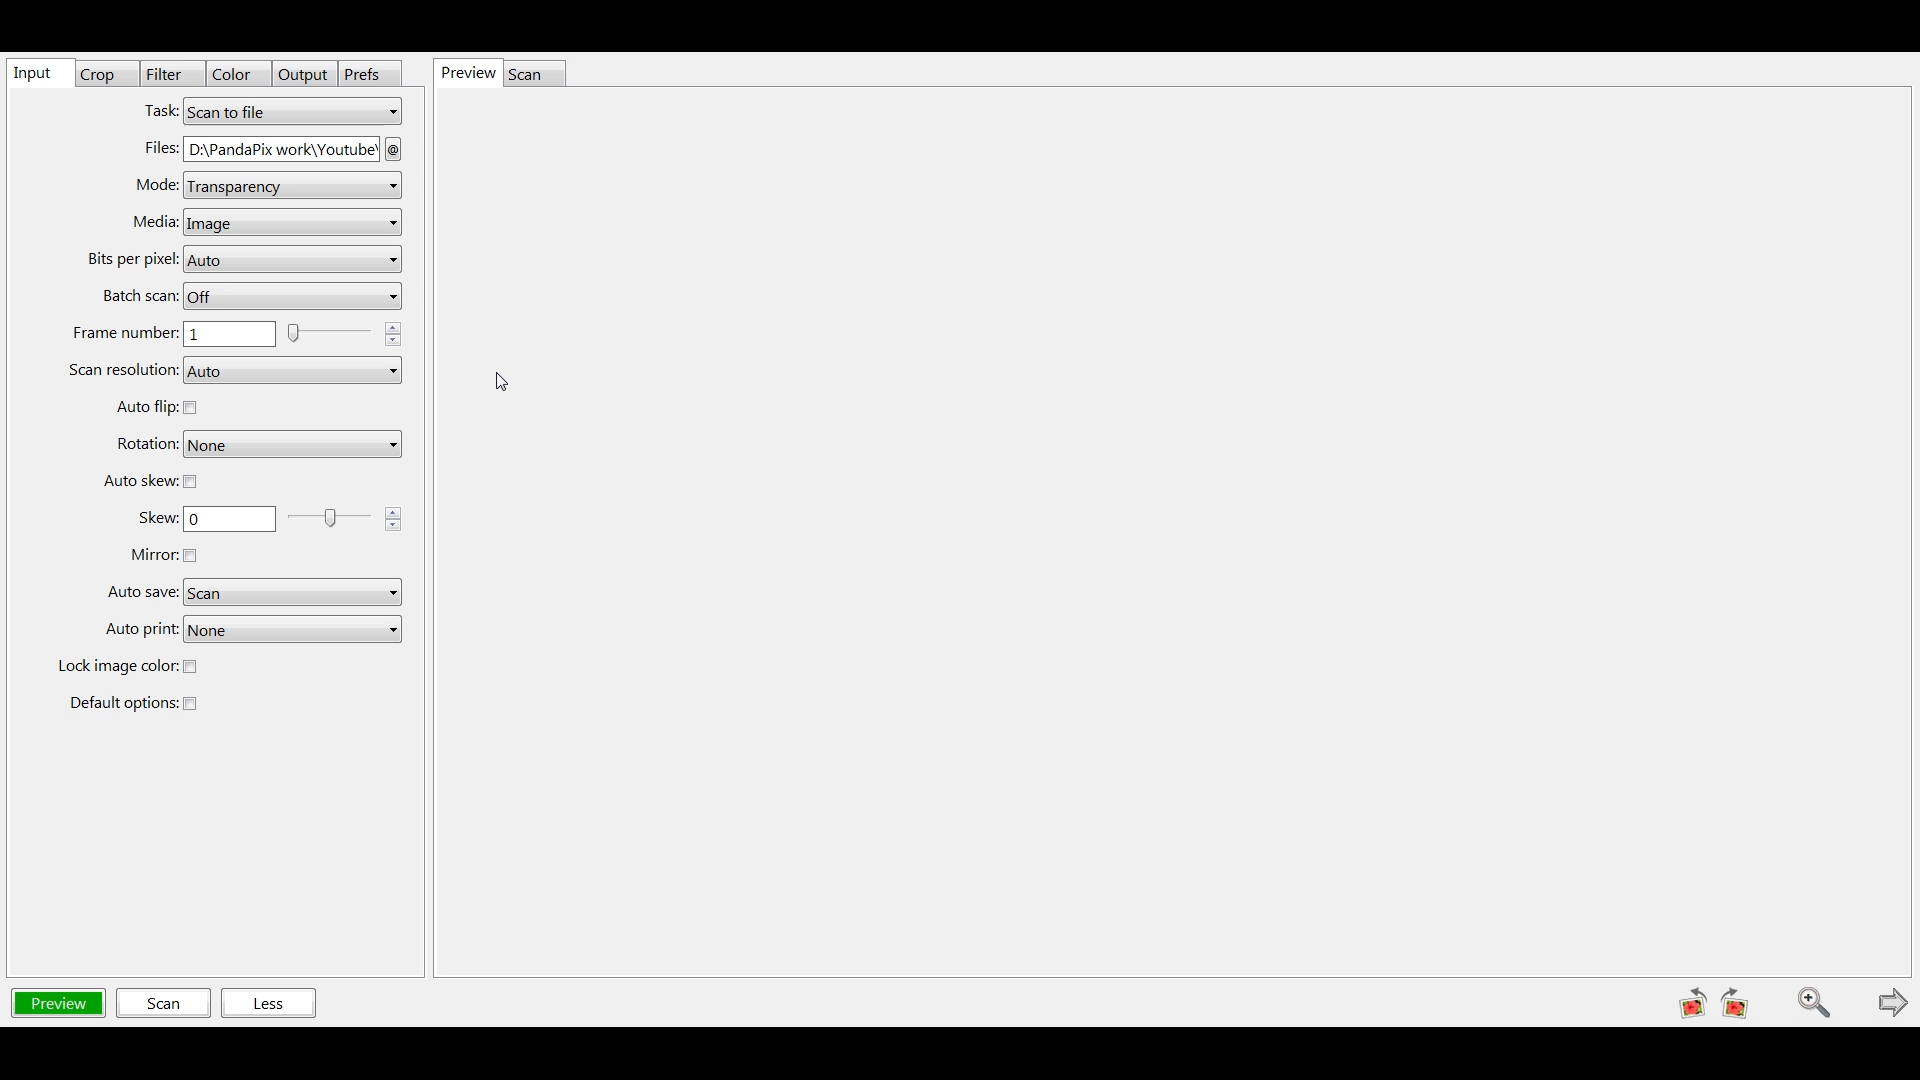 Input Crop Filter Color Output Prefs Preview Scan
Task: Scan to file
Files: D:\PandaPix work\Youtube\ @
Mode: Transparency
Media: Image
Bits per pixel: Auto
Batch scan: Off
Frame number: 1
Scan resolution: Auto
Auto flip:
Rotation: None
Auto skew:
Skew: 0
Mirror:
Auto save: Scan
Auto print: None
Lock image color:
Default options:
Preview Scan Less